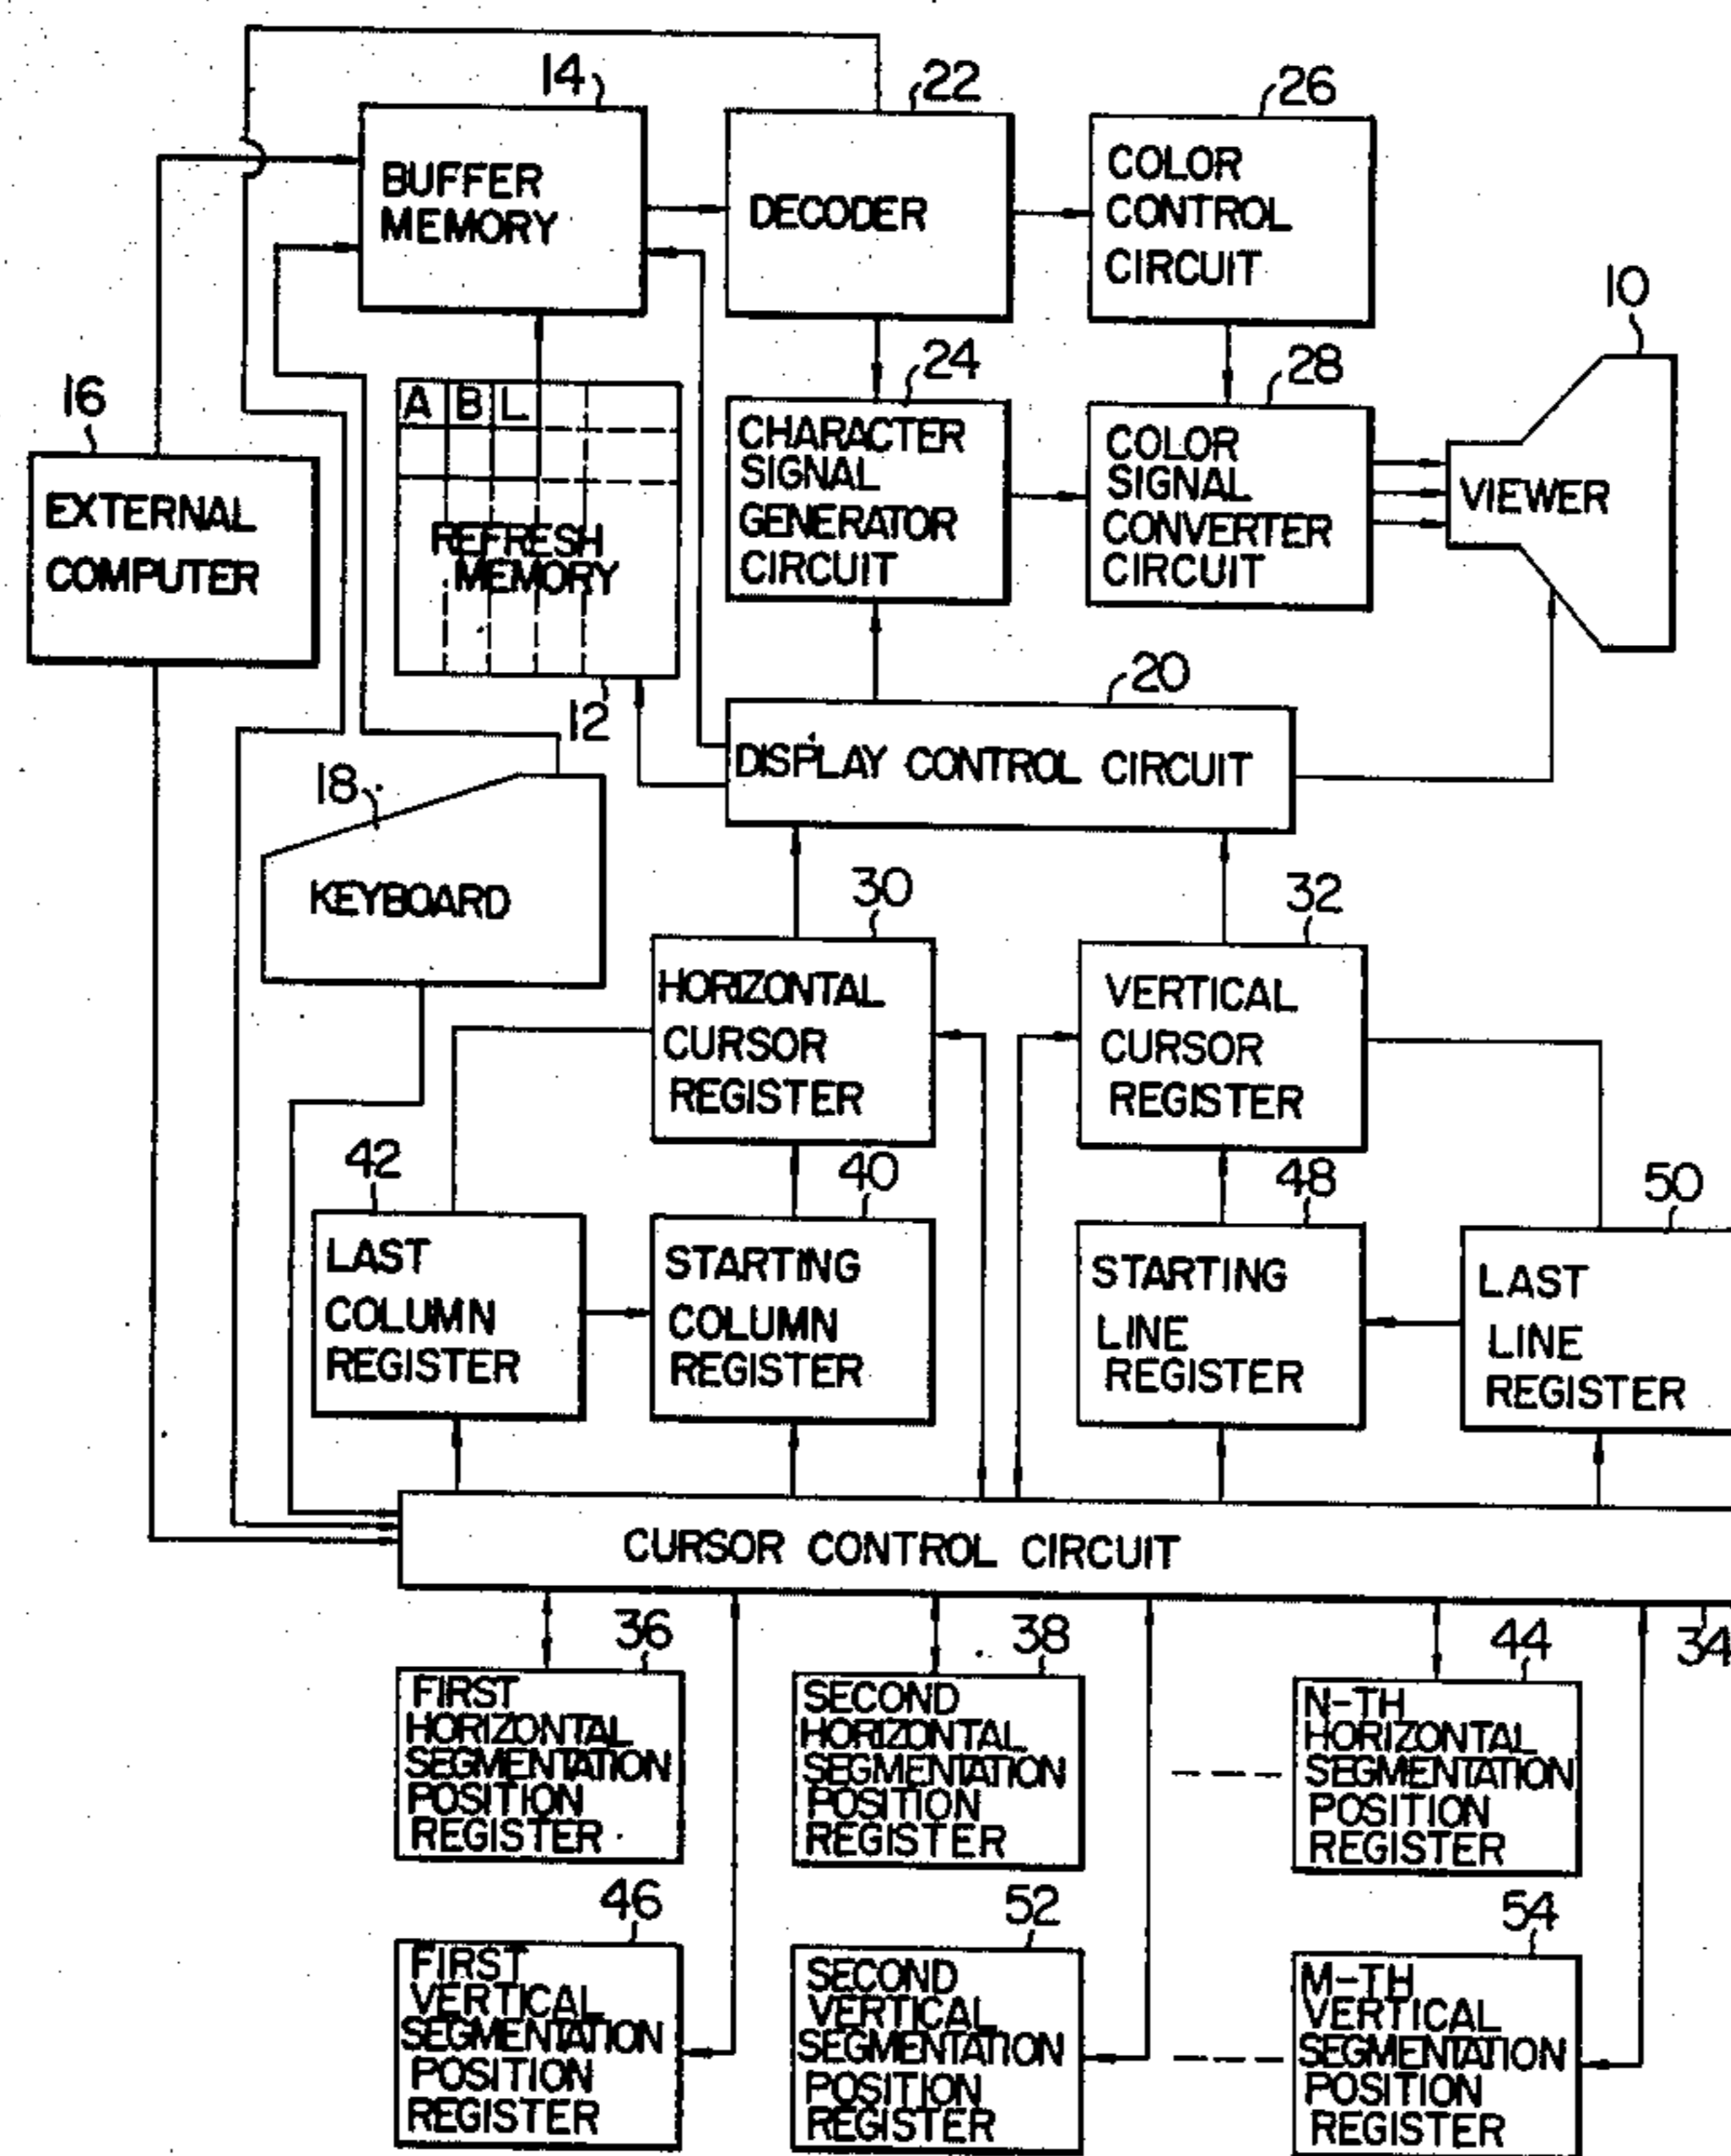 14
22
26
BUFFER
MEMORY
DECODER
COLOR
CONTROL
CIRCUIT
10
16
EXTERNAL
COMPUTER
A B L
REFRESH
MEMORY
12
24
CHARACTER
SIGNAL
GENERATOR
CIRCUIT
28
COLOR
SIGNAL
CONVERTER
CIRCUIT
VIEWER
20
DISPLAY CONTROL CIRCUIT
18
KEYBOARD
30
HORIZONTAL
CURSOR
REGISTER
32
VERTICAL
CURSOR
REGISTER
42
LAST
COLUMN
REGISTER
40
STARTING
COLUMN
REGISTER
48
STARTING
LINE
REGISTER
50
LAST
LINE
REGISTER
CURSOR CONTROL CIRCUIT
34
36
FIRST
HORIZONTAL
SEGMENTATION
POSITION
REGISTER
38
SECOND
HORIZONTAL
SEGMENTATION
POSITION
REGISTER
44
N-TH
HORIZONTAL
SEGMENTATION
POSITION
REGISTER
46
FIRST
VERTICAL
SEGMENTATION
POSITION
REGISTER
52
SECOND
VERTICAL
SEGMENTATION
POSITION
REGISTER
54
M-TH
VERTICAL
SEGMENTATION
POSITION
REGISTER